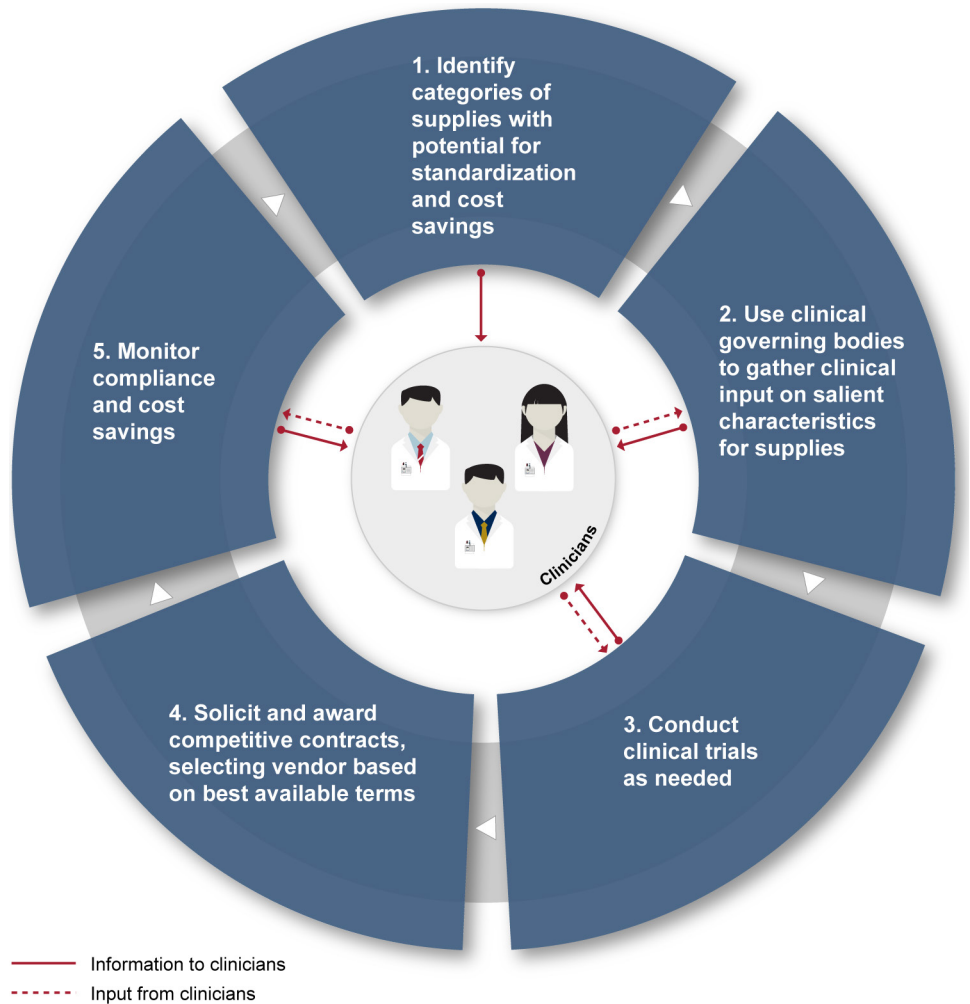 1. Identify
categories of
supplies with
potential for
standardization
and cost
savings
2. Use clinical
governing bodies
to gather clinical
input on salient
characteristics
for supplies
3. Conduct
clinical trials
as needed
4. Solicit and award
competitive contracts,
selecting vendor based
on best available terms
5. Monitor
compliance
and cost
savings
Clinicians
Information to clinicians
Input from clinicians